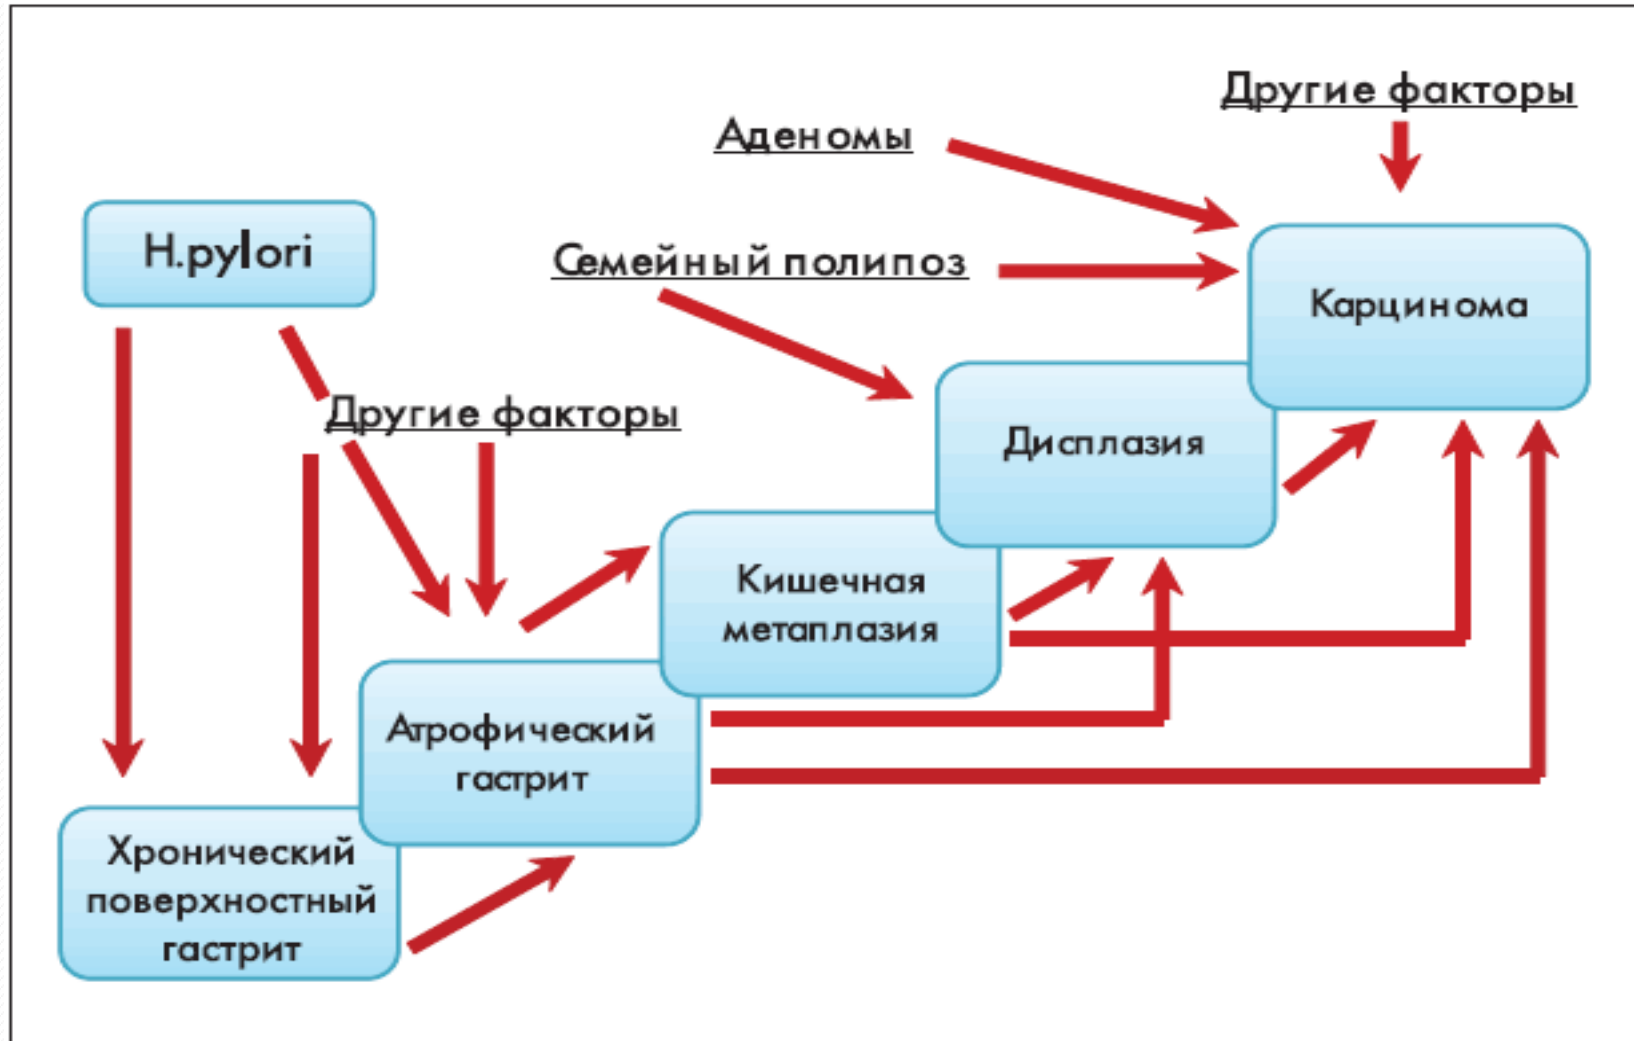 Другие факторы
Аденомы
H.pylori
Семейный полипоз
Карцинома
Другие факторы
Дисплазия
Кишечная
метаплазия
Атрофический
гастрит
Хронический
поверхностный
гастрит